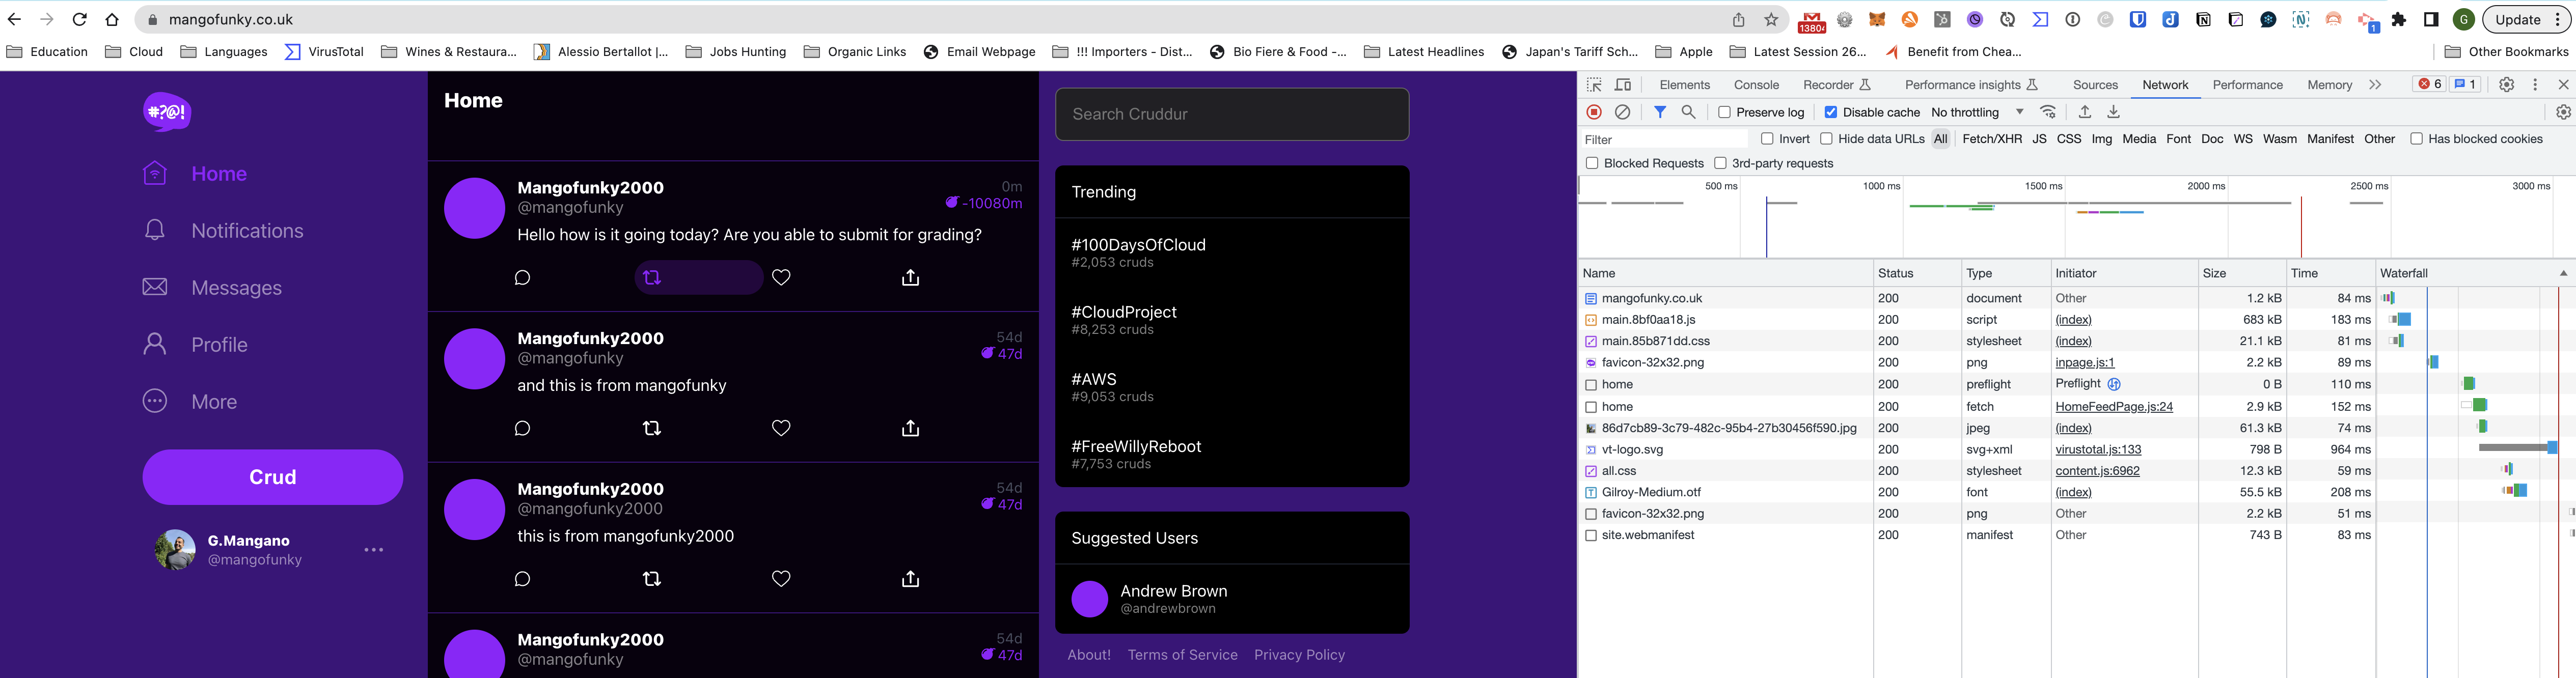 mangofunky.co.uk
1380
G
Update
1
Education
Cloud
Languages
VirusTotal
Wines & Restaura...
Alessio Bertallot |...
Jobs Hunting
Organic Links
Email Webpage
!!! Importers - Dist...
Bio Fiere & Food -...
Latest Headlines
Japan's Tariff Sch...
Apple
Latest Session 26...
Benefit from Chea...
Other Bookmarks
#?@!
Home
Notifications
Messages
Profile
More
Crud
G.Mangano
@mangofunky
Home
Mangofunky2000
0m
@mangofunky
-10080m
Hello how is it going today? Are you able to submit for grading?
Mangofunky2000
54d
@mangofunky
47d
and this is from mangofunky
Mangofunky2000
54d
@mangofunky2000
47d
this is from mangofunky2000
Mangofunky2000
54d
@mangofunky
47d
Search Cruddur
Trending
#100DaysOfCloud
#2,053 cruds
#CloudProject
#8,253 cruds
#AWS
#9,053 cruds
#FreeWillyReboot
#7,753 cruds
Suggested Users
Andrew Brown
@andrewbrown
About! Terms of Service Privacy Policy
Elements Console Recorder Performance insights Sources Network Performance Memory 6 1
Preserve log Disable cache No throttling
Filter Invert Hide data URLs All Fetch/XHR JS CSS Img Media Font Doc WS Wasm Manifest Other Has blocked cookies
Blocked Requests 3rd-party requests
500 ms 1000 ms 1500 ms 2000 ms 2500 ms 3000 ms
Name Status Type Initiator Size Time Waterfall
mangofunky.co.uk 200 document Other 1.2 kB 84 ms
main.8bf0aa18.js 200 script (index) 683 kB 183 ms
main.85b871dd.css 200 stylesheet (index) 21.1 kB 81 ms
favicon-32x32.png 200 png inpage.js:1 2.2 kB 89 ms
home 200 preflight Preflight 0 B 110 ms
home 200 fetch HomeFeedPage.js:24 2.9 kB 152 ms
86d7cb89-3c79-482c-95b4-27b30456f590.jpg 200 jpeg (index) 61.3 kB 74 ms
vt-logo.svg 200 svg+xml virustotal.js:133 798 B 964 ms
all.css 200 stylesheet content.js:6962 12.3 kB 59 ms
Gilroy-Medium.otf 200 font (index) 55.5 kB 208 ms
favicon-32x32.png 200 png Other 2.2 kB 51 ms
site.webmanifest 200 manifest Other 743 B 83 ms